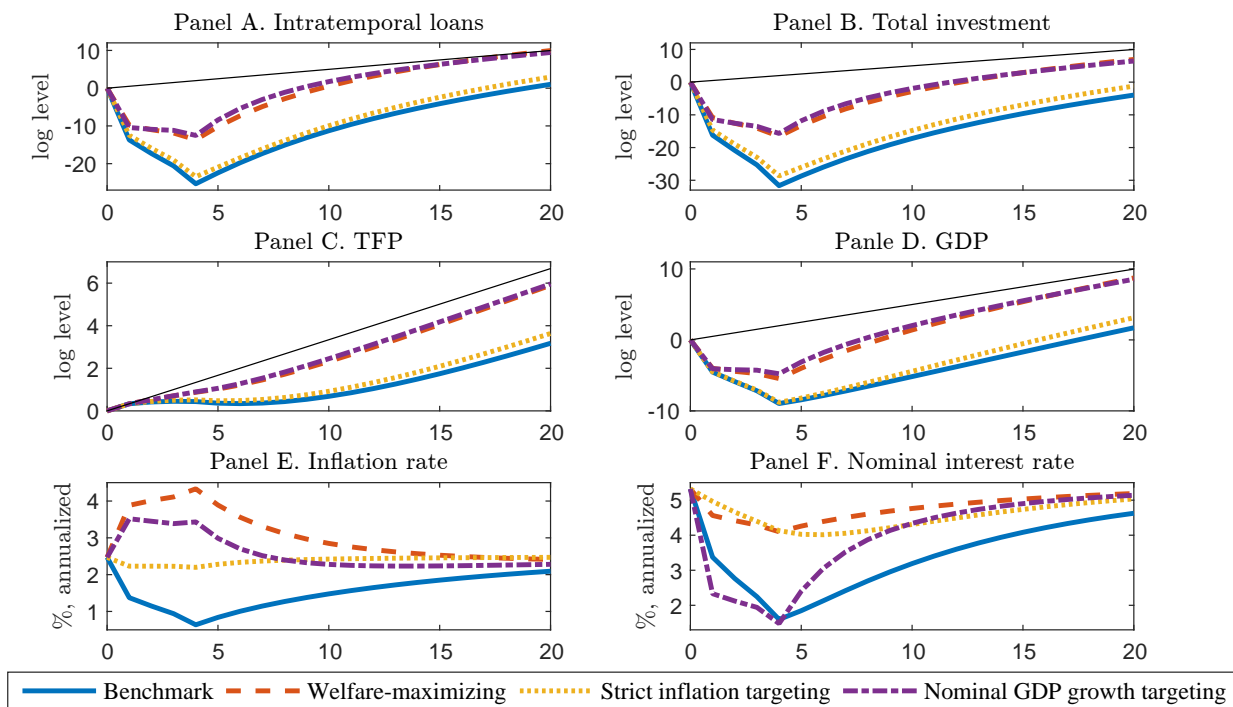 Panel A. Intratemporal loans
Panel B. Total investment
log level
10
0
-10
-20
0 5 10 15 20
log level
10
0
-10
-20
-30
0 5 10 15 20
Panel C. TFP
Panle D. GDP
log level
6
4
2
0
0 5 10 15 20
log level
10
0
-10
0 5 10 15 20
Panel E. Inflation rate
Panel F. Nominal interest rate
%, annualized
4
3
2
1
0 5 10 15 20
%, annualized
5
4
3
2
0 5 10 15 20
Benchmark Welfare-maximizing Strict inflation targeting Nominal GDP growth targeting